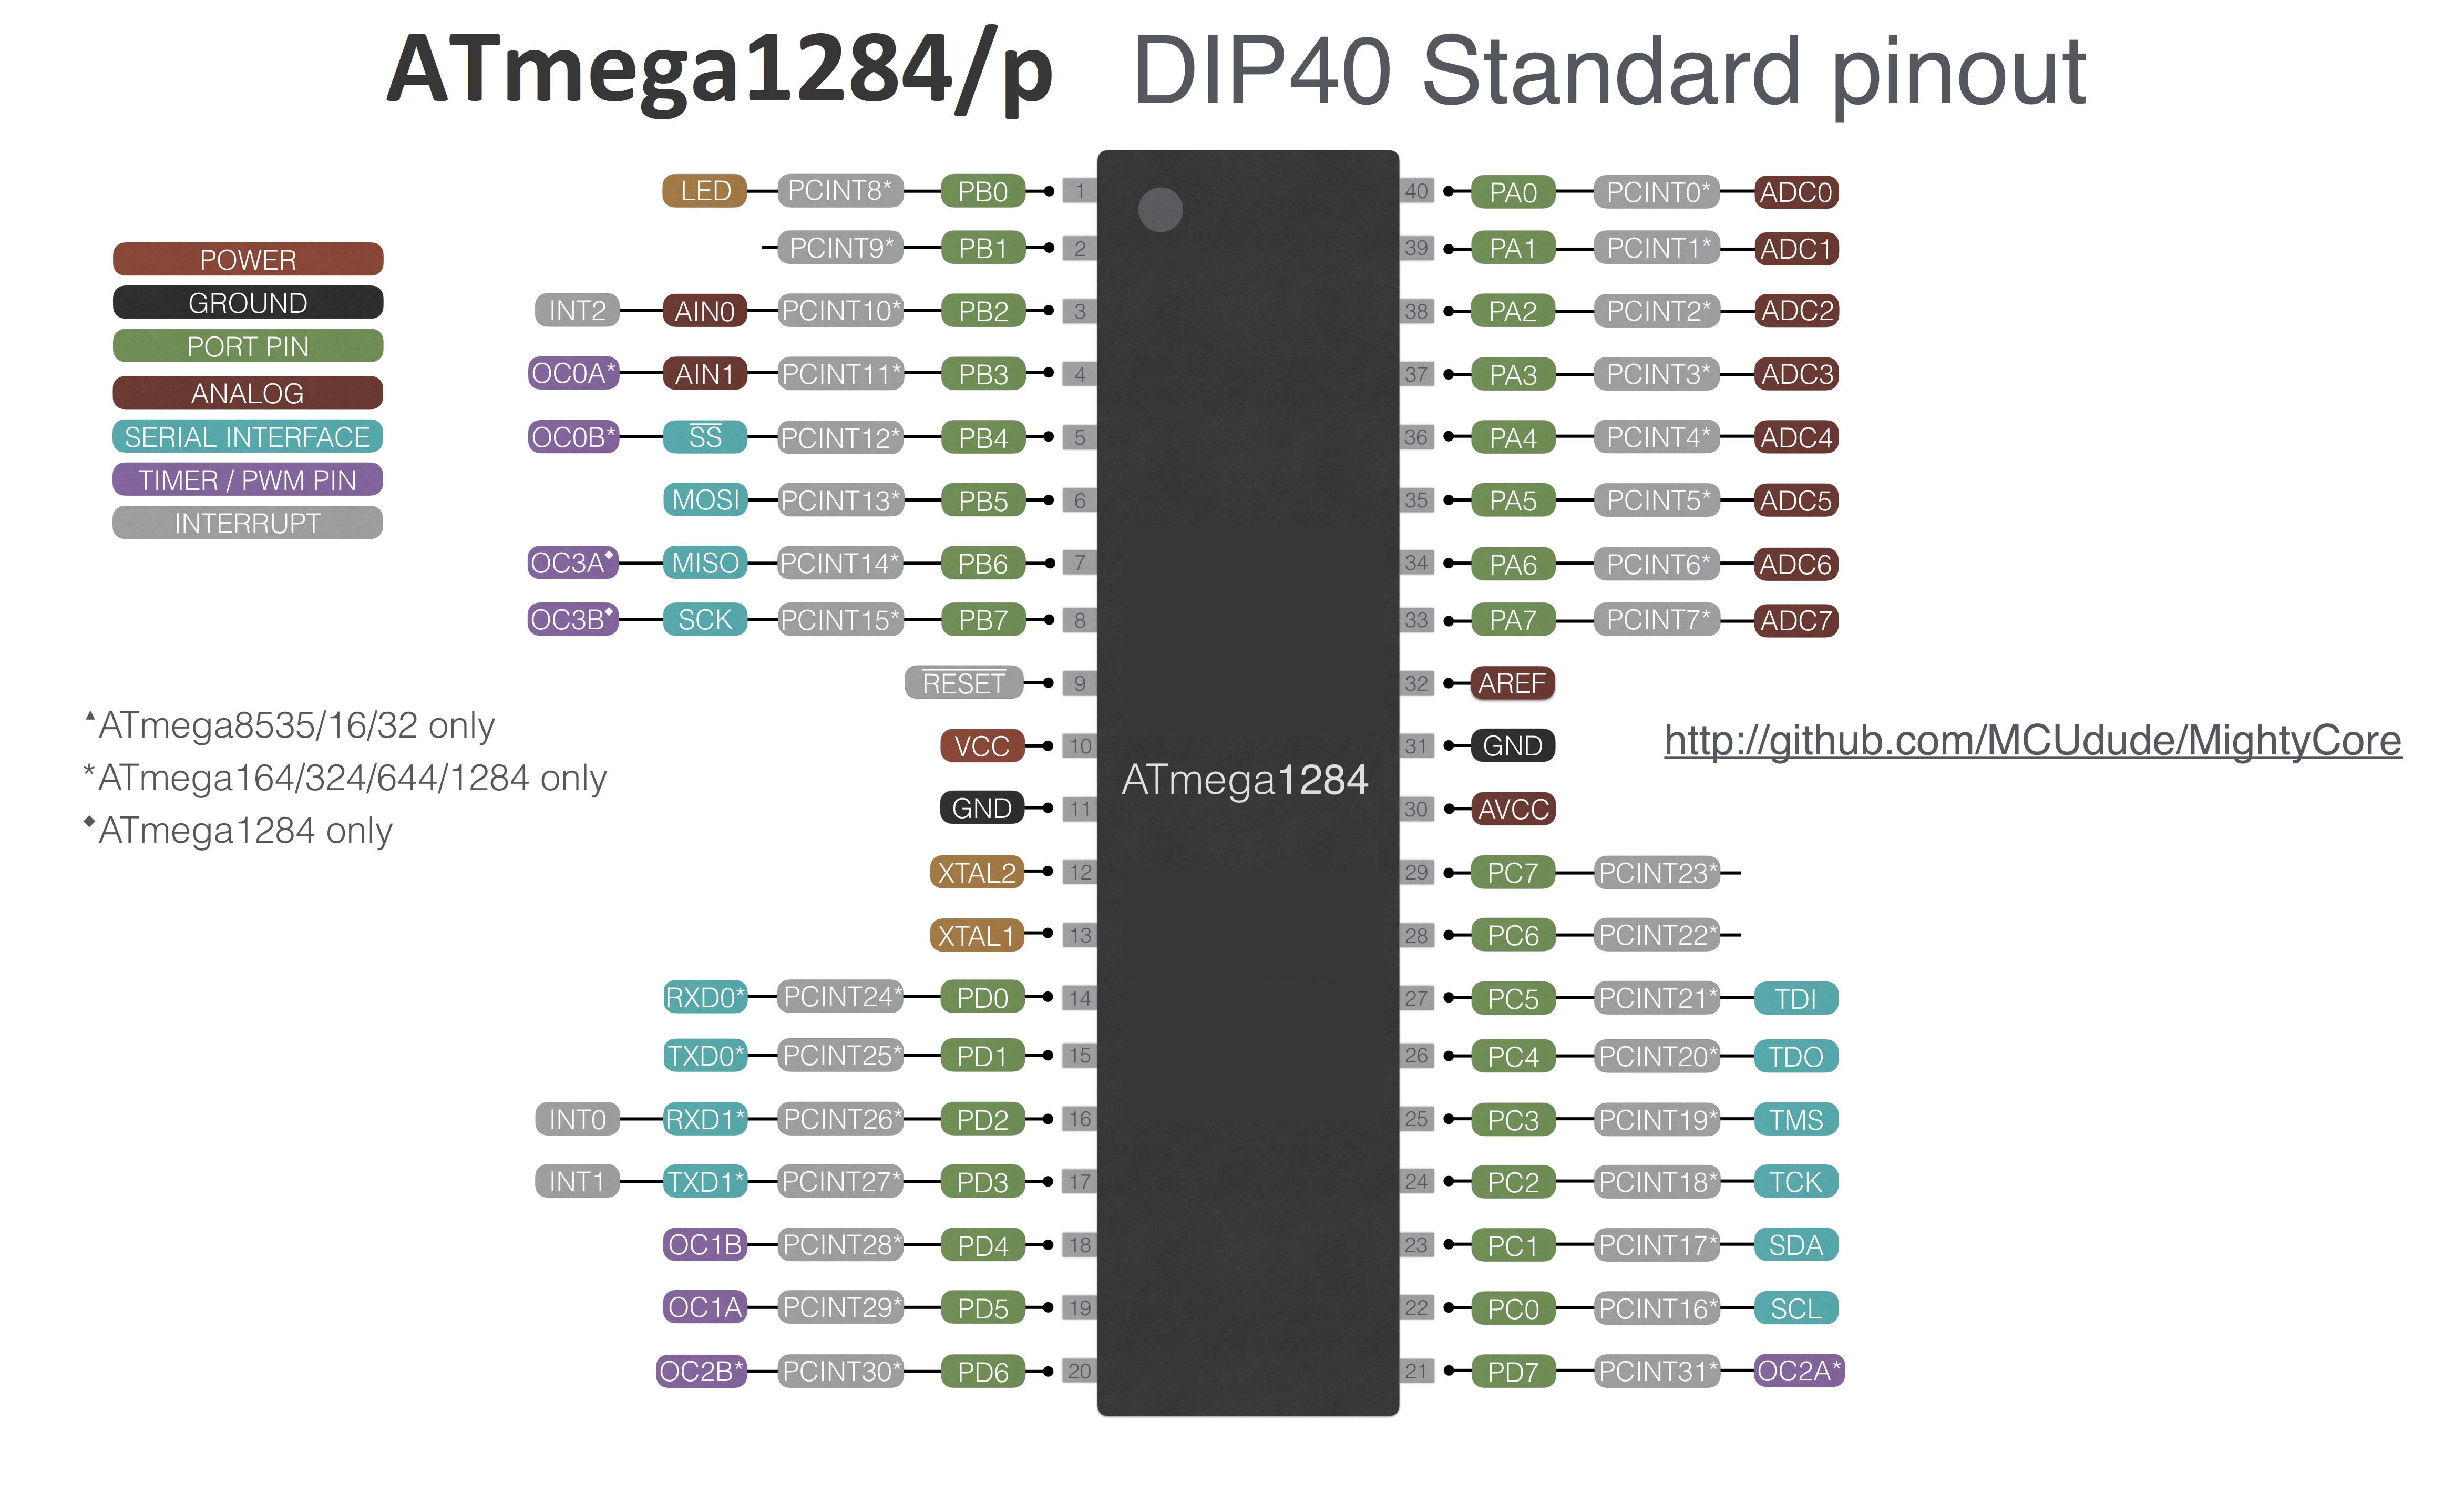 ATmega1284/p DIP40 Standard pinout
LED PCINT8* PB0 1 40 PA0 PCINT0* ADC0
PCINT9* PB1 2 39 PA1 PCINT1* ADC1
POWER
GROUND
PORT PIN
ANALOG
SERIAL INTERFACE
TIMER / PWM PIN
INTERRUPT
INT2 AIN0 PCINT10* PB2 3 38 PA2 PCINT2* ADC2
OC0A* AIN1 PCINT11* PB3 4 37 PA3 PCINT3* ADC3
OC0B* SS PCINT12* PB4 5 36 PA4 PCINT4* ADC4
MOSI PCINT13* PB5 6 35 PA5 PCINT5* ADC5
OC3A◆ MISO PCINT14* PB6 7 34 PA6 PCINT6* ADC6
OC3B◆ SCK PCINT15* PB7 8 33 PA7 PCINT7* ADC7
RESET 9 32 AREF
▲ATmega8535/16/32 only
*ATmega164/324/644/1284 only
◆ATmega1284 only
VCC 10 31 GND
http://github.com/MCUdude/MightyCore
ATmega1284
GND 11 30 AVCC
XTAL2 12 29 PC7 PCINT23*
XTAL1 13 28 PC6 PCINT22*
RXD0* PCINT24* PD0 14 27 PC5 PCINT21* TDI
TXD0* PCINT25* PD1 15 26 PC4 PCINT20* TDO
INT0 RXD1* PCINT26* PD2 16 25 PC3 PCINT19* TMS
INT1 TXD1* PCINT27* PD3 17 24 PC2 PCINT18* TCK
OC1B PCINT28* PD4 18 23 PC1 PCINT17* SDA
OC1A PCINT29* PD5 19 22 PC0 PCINT16* SCL
OC2B* PCINT30* PD6 20 21 PD7 PCINT31* OC2A*